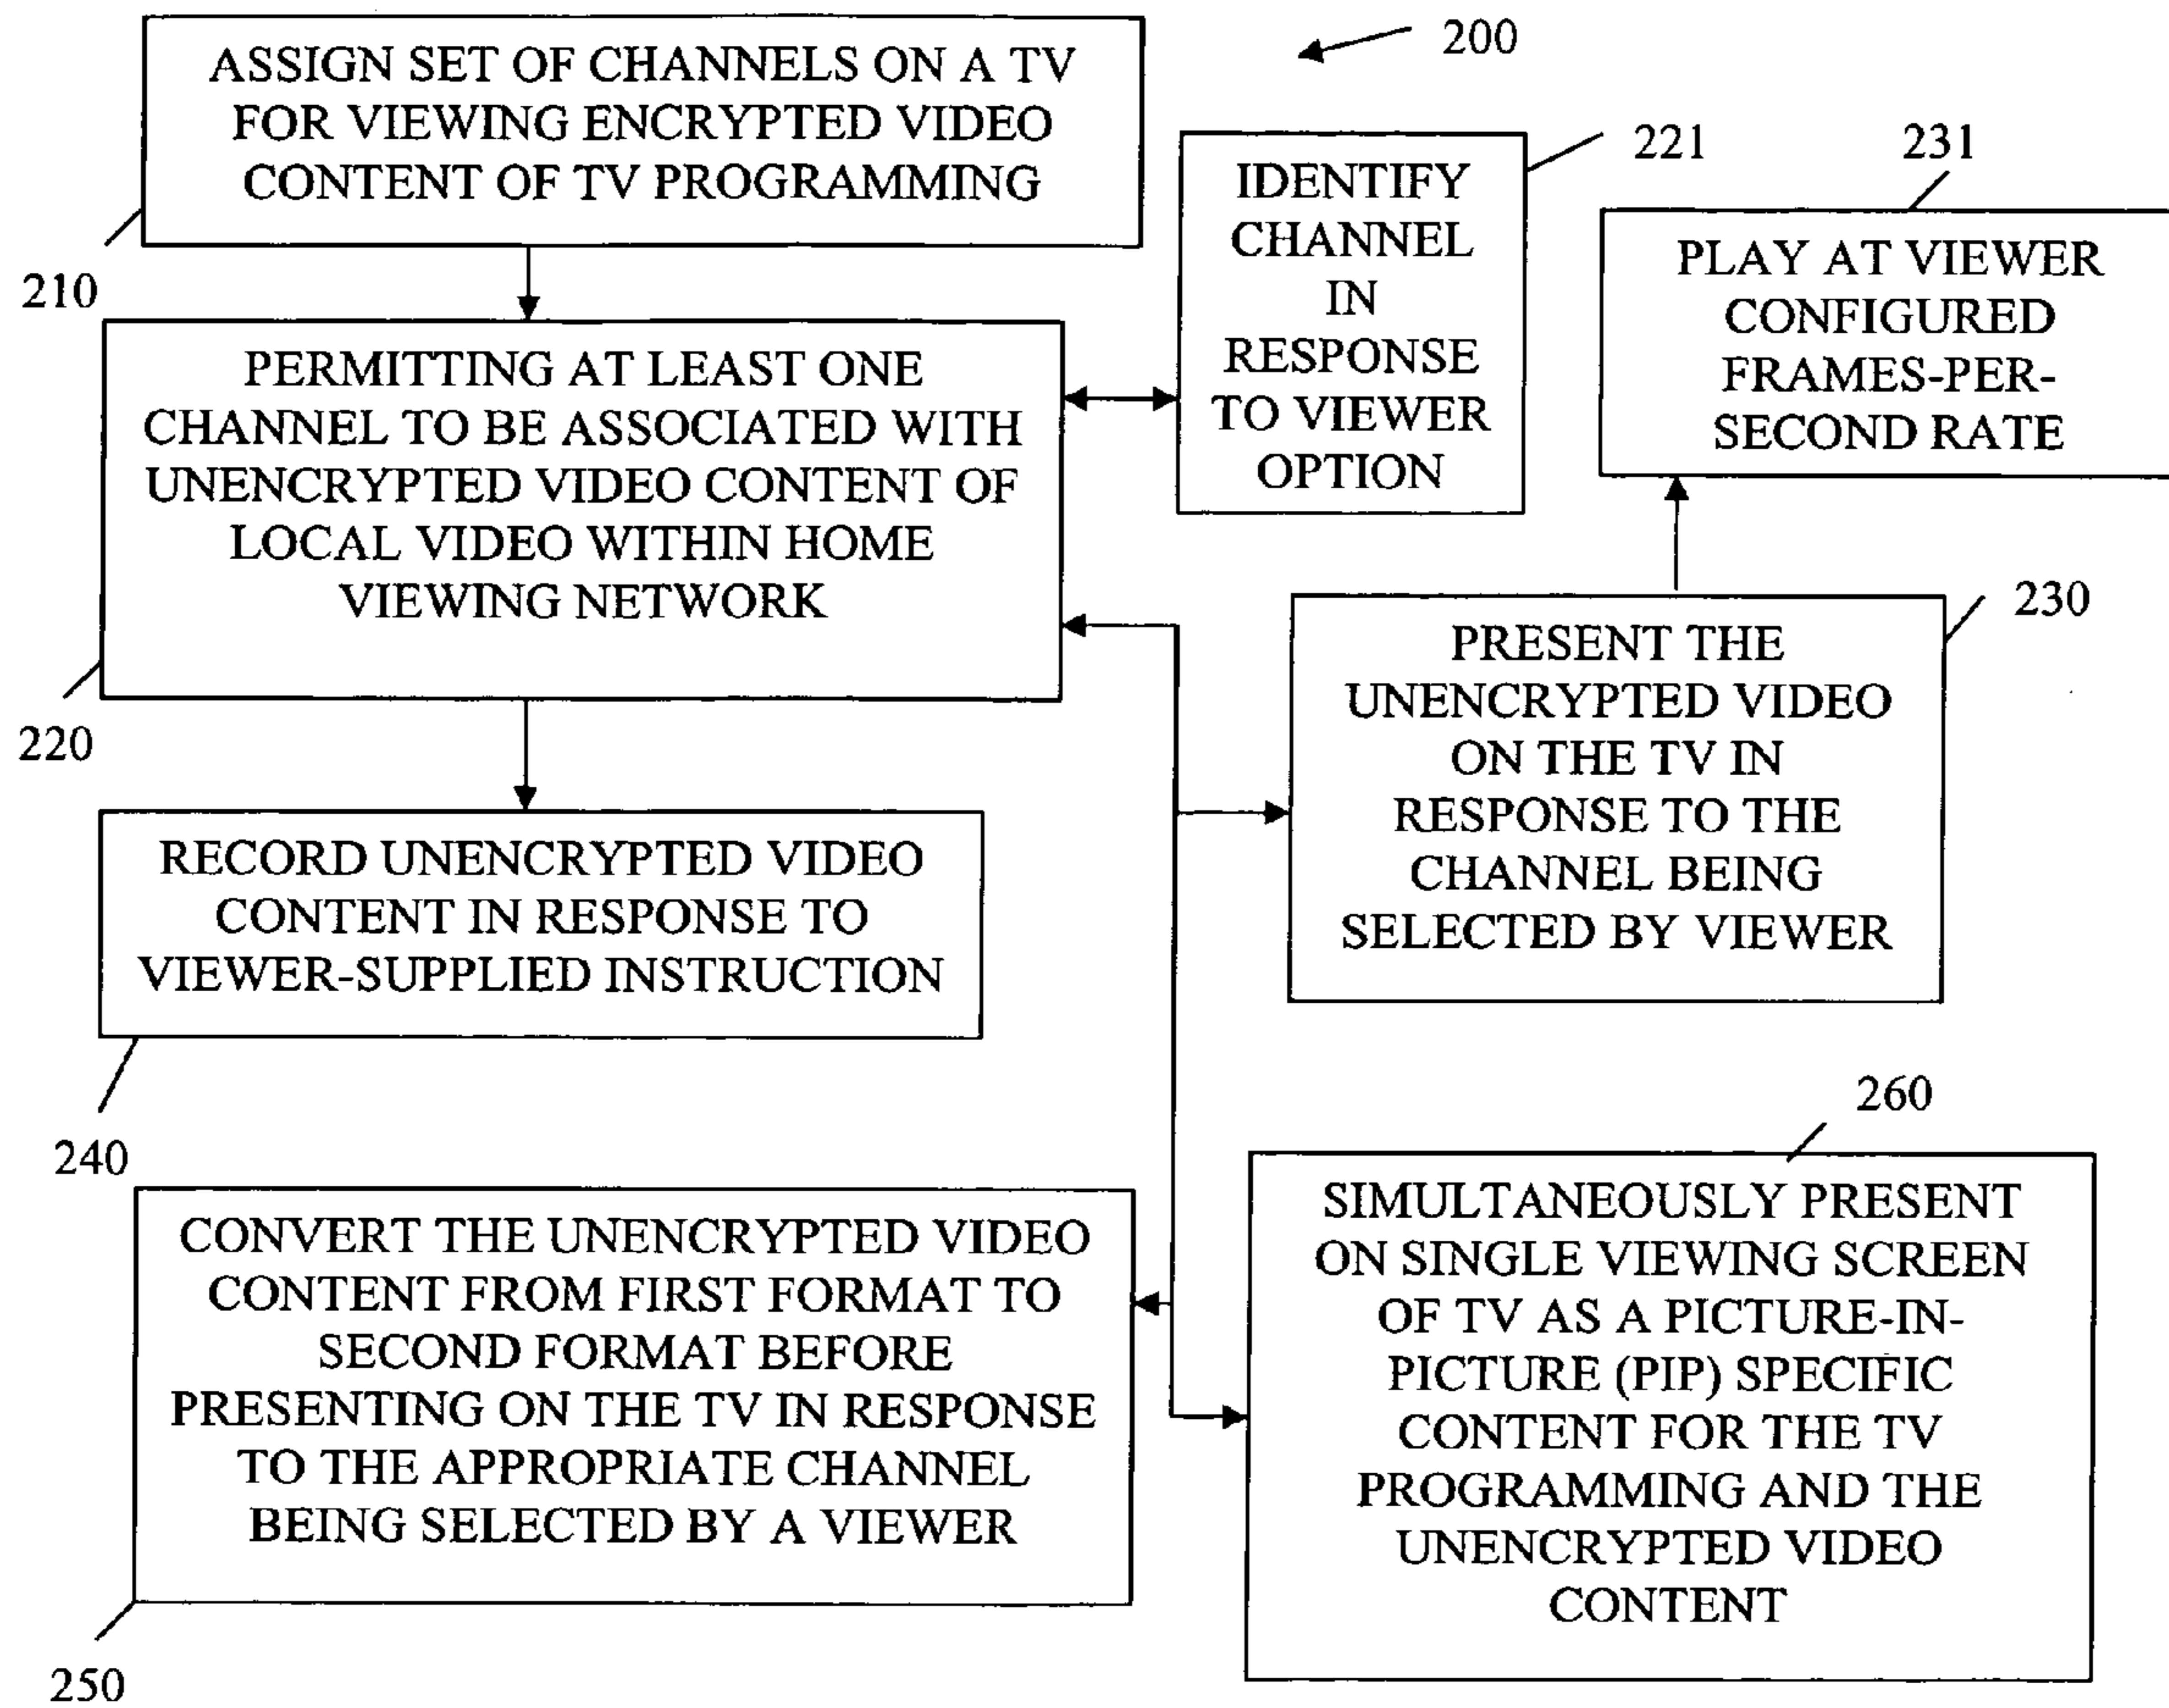 200
ASSIGN SET OF CHANNELS ON A TV
FOR VIEWING ENCRYPTED VIDEO
CONTENT OF TV PROGRAMMING
210
PERMITTING AT LEAST ONE
CHANNEL TO BE ASSOCIATED WITH
UNENCRYPTED VIDEO CONTENT OF
LOCAL VIDEO WITHIN HOME
VIEWING NETWORK
220
221
IDENTIFY
CHANNEL
IN
RESPONSE
TO VIEWER
OPTION
231
PLAY AT VIEWER
CONFIGURED
FRAMES-PER-
SECOND RATE
230
PRESENT THE
UNENCRYPTED VIDEO
ON THE TV IN
RESPONSE TO THE
CHANNEL BEING
SELECTED BY VIEWER
RECORD UNENCRYPTED VIDEO
CONTENT IN RESPONSE TO
VIEWER-SUPPLIED INSTRUCTION
240
CONVERT THE UNENCRYPTED VIDEO
CONTENT FROM FIRST FORMAT TO
SECOND FORMAT BEFORE
PRESENTING ON THE TV IN RESPONSE
TO THE APPROPRIATE CHANNEL
BEING SELECTED BY A VIEWER
250
260
SIMULTANEOUSLY PRESENT
ON SINGLE VIEWING SCREEN
OF TV AS A PICTURE-IN-
PICTURE (PIP) SPECIFIC
CONTENT FOR THE TV
PROGRAMMING AND THE
UNENCRYPTED VIDEO
CONTENT